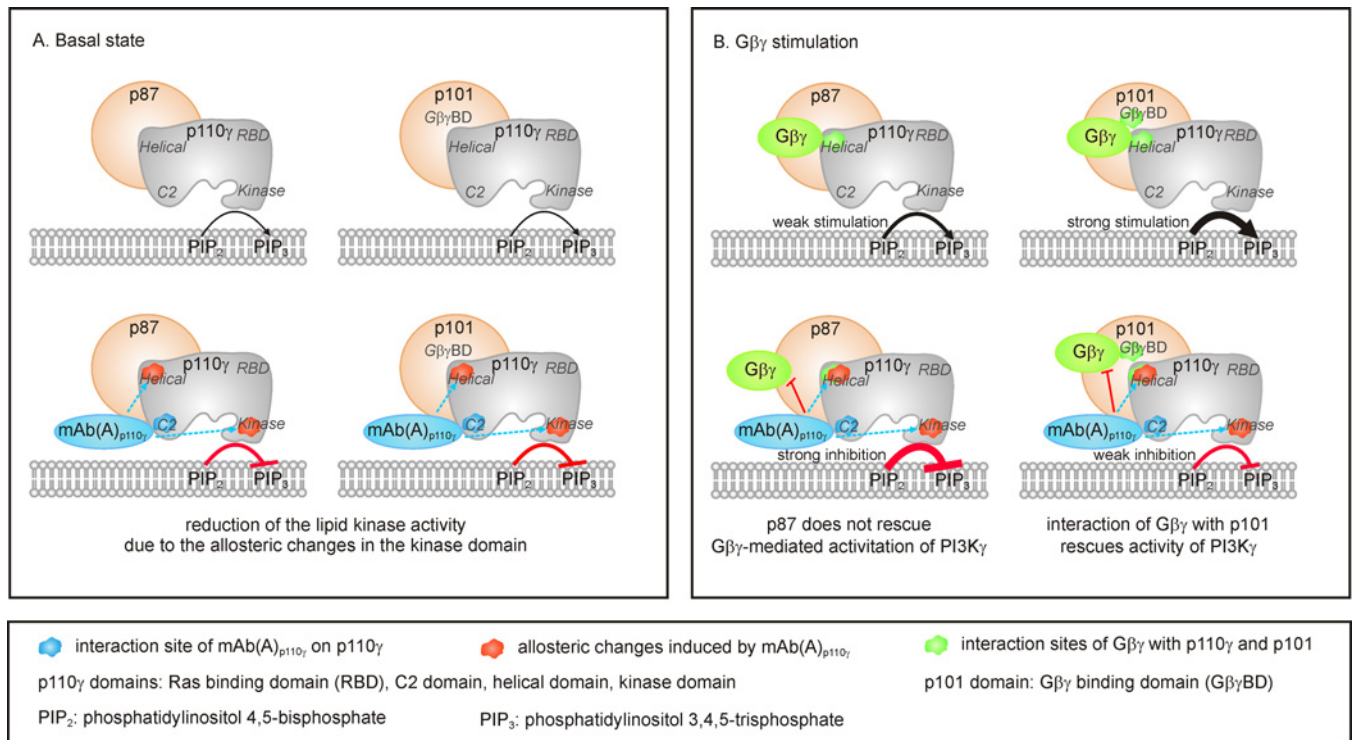 A. Basal state
p87
p110γ RBD
Helical
C2
Kinase
PIP2
PIP3
p101
GβγBD
p110γ RBD
Helical
C2
Kinase
PIP2
PIP3
p87
p110γ RBD
Helical
mAb(A)p110γ
C2
Kinase
PIP2
PIP3
p101
GβγBD
p110γ RBD
Helical
mAb(A)p110γ
C2
Kinase
PIP2
PIP3
reduction of the lipid kinase activity
due to the allosteric changes in the kinase domain
B. Gβγ stimulation
p87
Gβγ
p110γ RBD
Helical
C2
Kinase
weak stimulation
PIP2
PIP3
p101
GβγBD
Gβγ
p110γ RBD
Helical
C2
Kinase
strong stimulation
PIP2
PIP3
p87
Gβγ
p110γ RBD
Helical
mAb(A)p110γ
C2
Kinase
strong inhibition
PIP2
PIP3
p87 does not rescue
Gβγ-mediated activitation of PI3Kγ
p101
GβγBD
Gβγ
p110γ RBD
Helical
mAb(A)p110γ
C2
Kinase
weak inhibition
PIP2
PIP3
interaction of Gβγ with p101
rescues activity of PI3Kγ
interaction site of mAb(A)p110γ on p110γ
allosteric changes induced by mAb(A)p110γ
interaction sites of Gβγ with p110γ and p101
p110γ domains: Ras binding domain (RBD), C2 domain, helical domain, kinase domain
p101 domain: Gβγ binding domain (GβγBD)
PIP2: phosphatidylinositol 4,5-bisphosphate
PIP3: phosphatidylinositol 3,4,5-trisphosphate